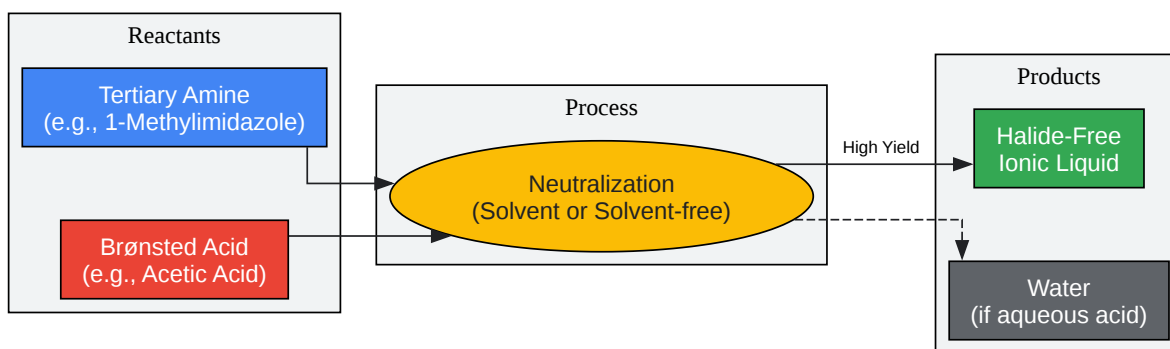 Reactants
Tertiary Amine
(e.g., 1-Methylimidazole)
Brønsted Acid
(e.g., Acetic Acid)
Process
Neutralization
(Solvent or Solvent-free)
High Yield
Products
Halide-Free
Ionic Liquid
Water
(if aqueous acid)